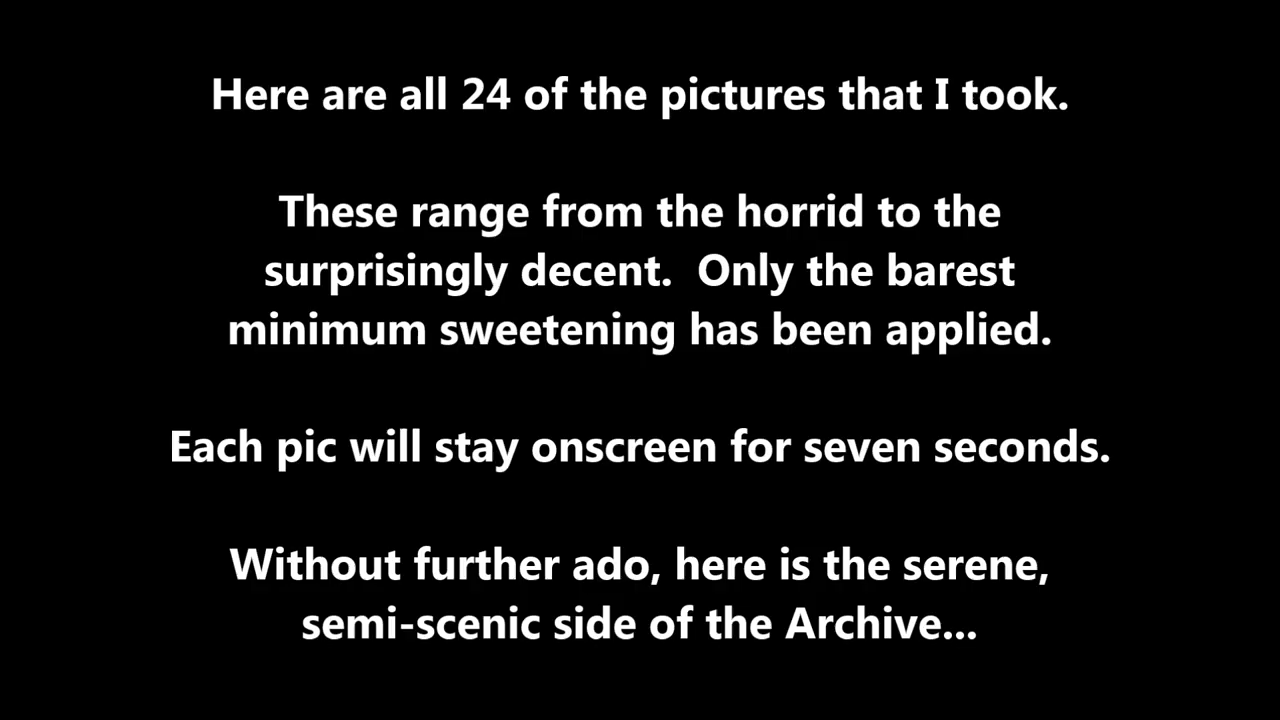 Here are all 24 of the pictures that I took.
These range from the horrid to the
surprisingly decent.  Only the barest
minimum sweetening has been applied.
Each pic will stay onscreen for seven seconds.
Without further ado, here is the serene,
semi-scenic side of the Archive...